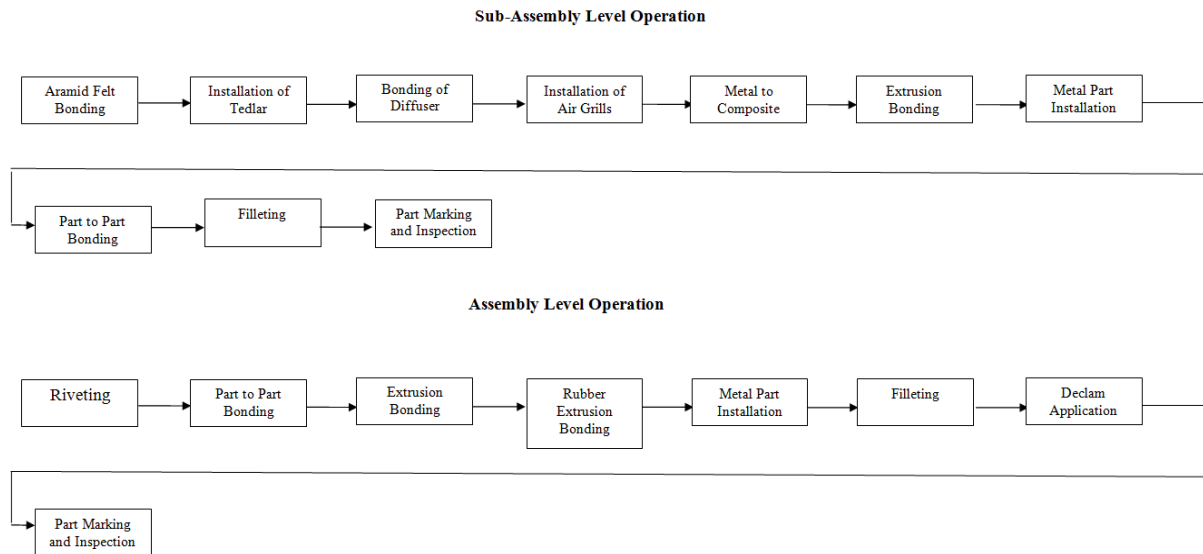 Sub-Assembly Level Operation
Aramid Felt
Bonding
Installation of
Tedlar
Bonding of
Diffuser
Installation of
Air Grills
Metal to
Composite
Extrusion
Bonding
Metal Part
Installation
Part to Part
Bonding
Filleting
Part Marking
and Inspection
Assembly Level Operation
Riveting
Part to Part
Bonding
Extrusion
Bonding
Rubber
Extrusion
Bonding
Metal Part
Installation
Filleting
Declam
Application
Part Marking
and Inspection